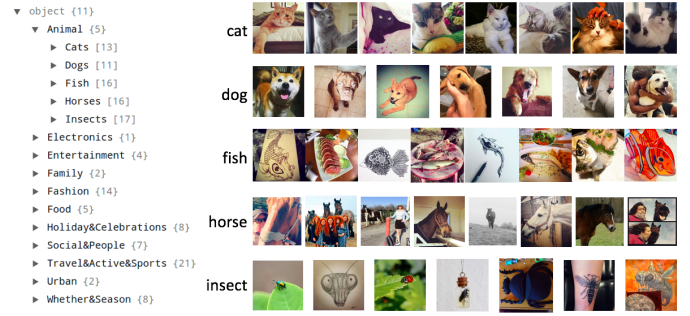 object {11}
Animal {5}
Cats [13]
Dogs [11]
Fish [16]
Horses [16]
Insects [17]
Electronics {1}
Entertainment {4}
Family {2}
Fashion {14}
Food {5}
Holiday&Celebrations {8}
Social&People {7}
Travel&Active&Sports {21}
Urban {2}
Whether&Season {8}
cat
dog
fish
horse
insect